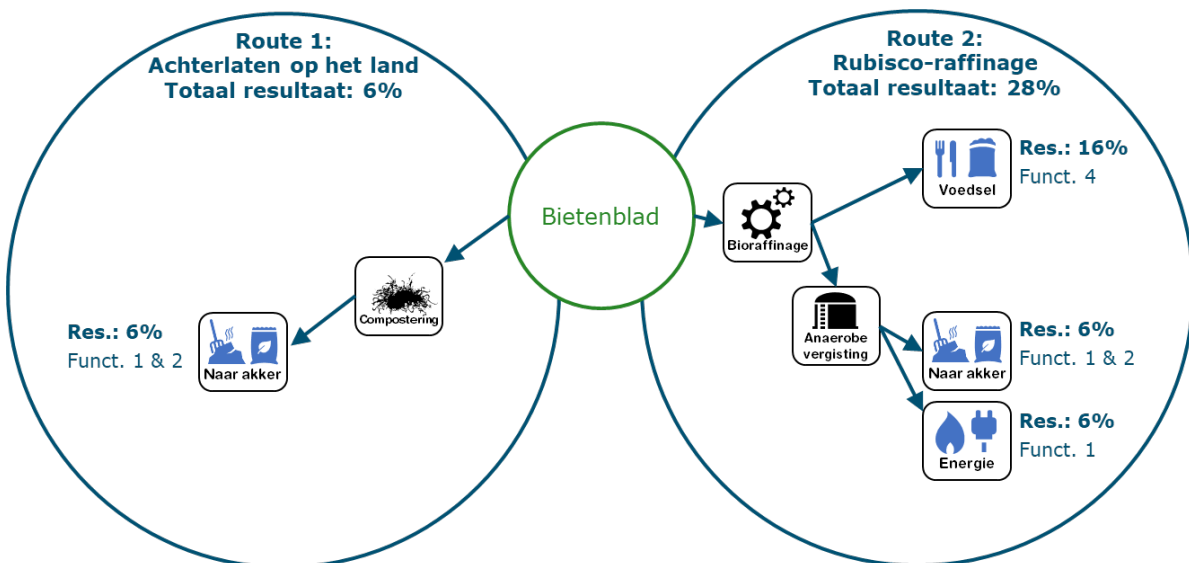 Route 1:
Achterlaten op het land
Totaal resultaat: 6%
Compostering
Res.: 6%
Funct. 1 & 2
Naar akker
Bietenblad
Route 2:
Rubisco-raffinage
Totaal resultaat: 28%
Bioraffinage
Voedsel
Res.: 16%
Funct. 4
Anaerobe
vergisting
Naar akker
Res.: 6%
Funct. 1 & 2
Energie
Res.: 6%
Funct. 1